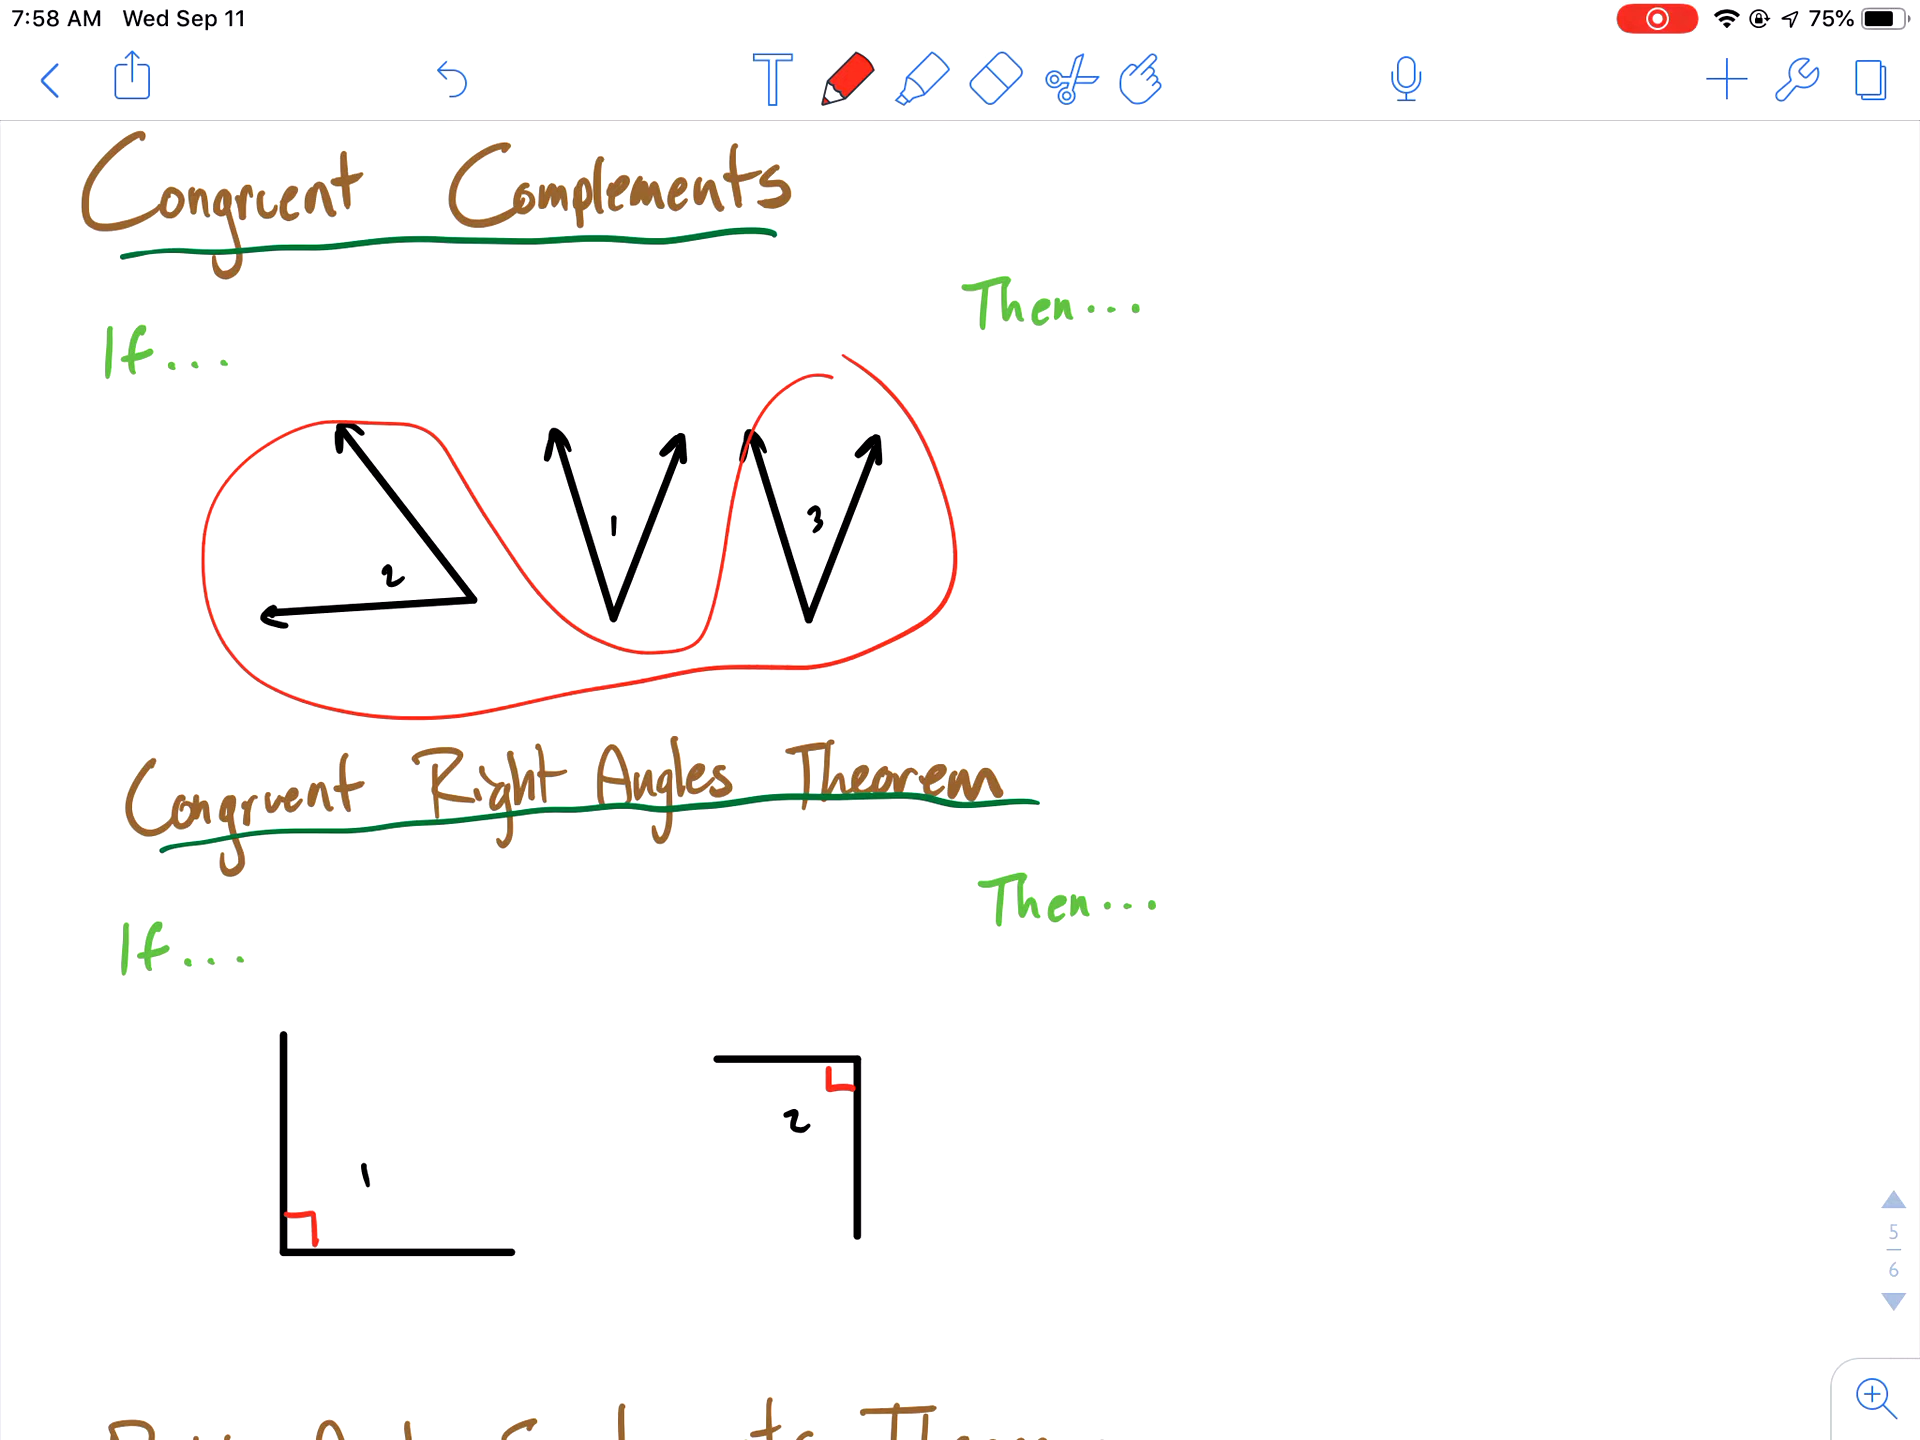 7:58 AM Wed Sep 11
75%
T
Congruent Complements
Then...
If...
2
1
3
Congruent Right Angles Theorem
Then...
If...
1
2
5
6